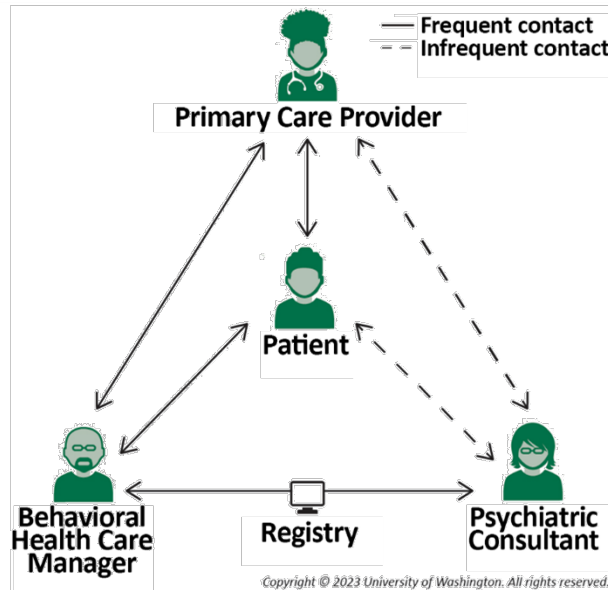 Frequent contact
Infrequent contact
Primary Care Provider
Patient
Behavioral
Health Care
Manager
Registry
Psychiatric
Consultant
Copyright © 2023 University of Washington. All rights reserved.